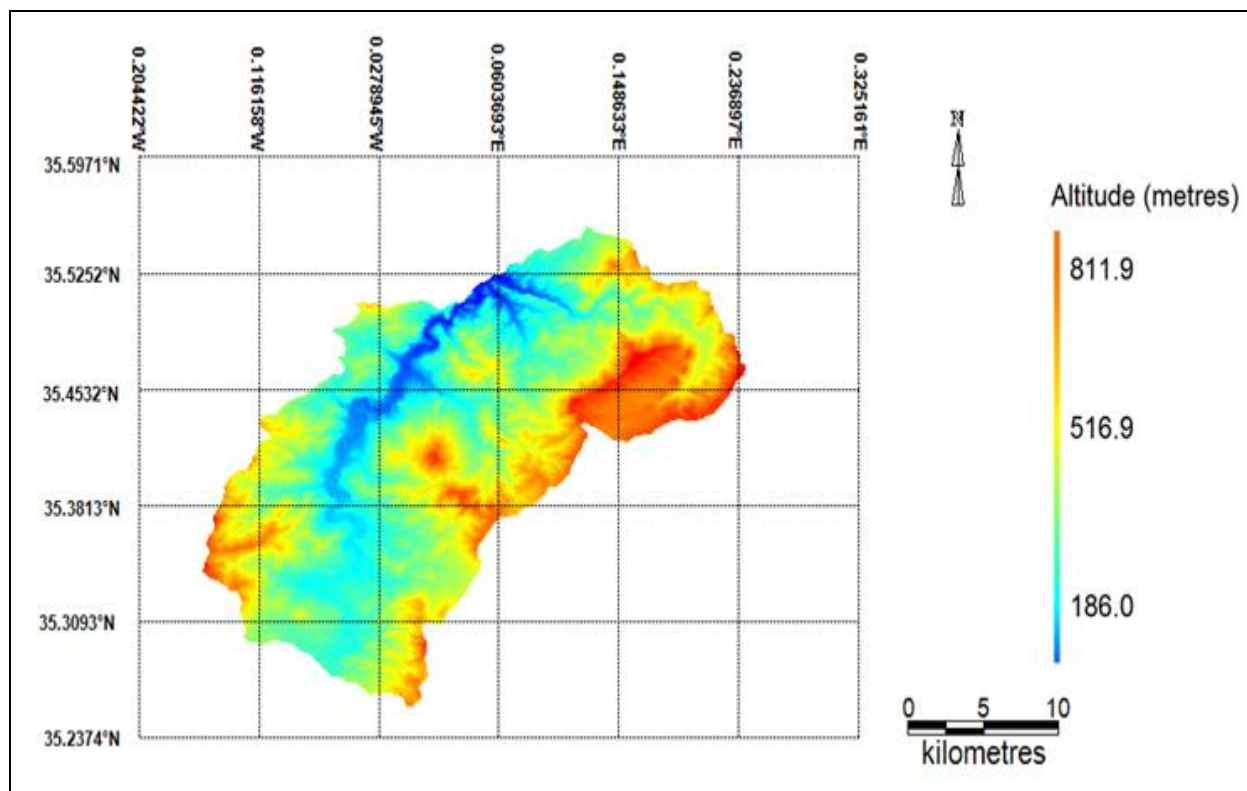 0.204422°W
0.116158°W
0.0278945°W
0.0603693°E
0.148633°E
0.236897°E
0.325161°E
35.5971°N
35.5252°N
35.4532°N
35.3813°N
35.3093°N
35.2374°N
N
Altitude (metres)
811.9
516.9
186.0
0 5 10
kilometres